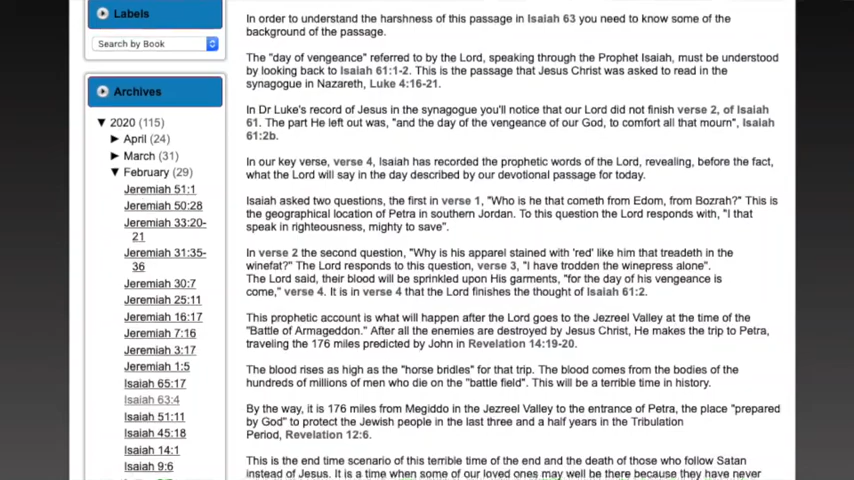 Labels
Search by Book
Archives
▼ 2020 (115)
► April (24)
► March (31)
▼ February (29)
Jeremiah 51:1
Jeremiah 50:28
Jeremiah 33:20-
21
Jeremiah 31:35-
36
Jeremiah 30:7
Jeremiah 25:11
Jeremiah 16:17
Jeremiah 7:16
Jeremiah 3:17
Jeremiah 1:5
Isaiah 65:17
Isaiah 63:4
Isaiah 51:11
Isaiah 45:18
Isaiah 14:1
Isaiah 9:6
In order to understand the harshness of this passage in Isaiah 63 you need to know some of the
background of the passage.
The "day of vengeance" referred to by the Lord, speaking through the Prophet Isaiah, must be understood
by looking back to Isaiah 61:1-2. This is the passage that Jesus Christ was asked to read in the
synagogue in Nazareth, Luke 4:16-21.
In Dr Luke's record of Jesus in the synagogue you'll notice that our Lord did not finish verse 2, of Isaiah
61. The part He left out was, "and the day of the vengeance of our God, to comfort all that mourn", Isaiah
61:2b.
In our key verse, verse 4, Isaiah has recorded the prophetic words of the Lord, revealing, before the fact,
what the Lord will say in the day described by our devotional passage for today.
Isaiah asked two questions, the first in verse 1, "Who is he that cometh from Edom, from Bozrah?" This is
the geographical location of Petra in southern Jordan. To this question the Lord responds with, "I that
speak in righteousness, mighty to save".
In verse 2 the second question, "Why is his apparel stained with 'red' like him that treadeth in the
winefat?" The Lord responds to this question, verse 3, "I have trodden the winepress alone".
The Lord said, their blood will be sprinkled upon His garments, "for the day of his vengeance is
come," verse 4. It is in verse 4 that the Lord finishes the thought of Isaiah 61:2.
This prophetic account is what will happen after the Lord goes to the Jezreel Valley at the time of the
"Battle of Armageddon." After all the enemies are destroyed by Jesus Christ, He makes the trip to Petra,
traveling the 176 miles predicted by John in Revelation 14:19-20.
The blood rises as high as the "horse bridles" for that trip. The blood comes from the bodies of the
hundreds of millions of men who die on the "battle field". This will be a terrible time in history.
By the way, it is 176 miles from Megiddo in the Jezreel Valley to the entrance of Petra, the place "prepared
by God" to protect the Jewish people in the last three and a half years in the Tribulation
Period, Revelation 12:6.
This is the end time scenario of this terrible time of the end and the death of those who follow Satan
instead of Jesus. It is a time when some of our loved ones may well be there because they have never